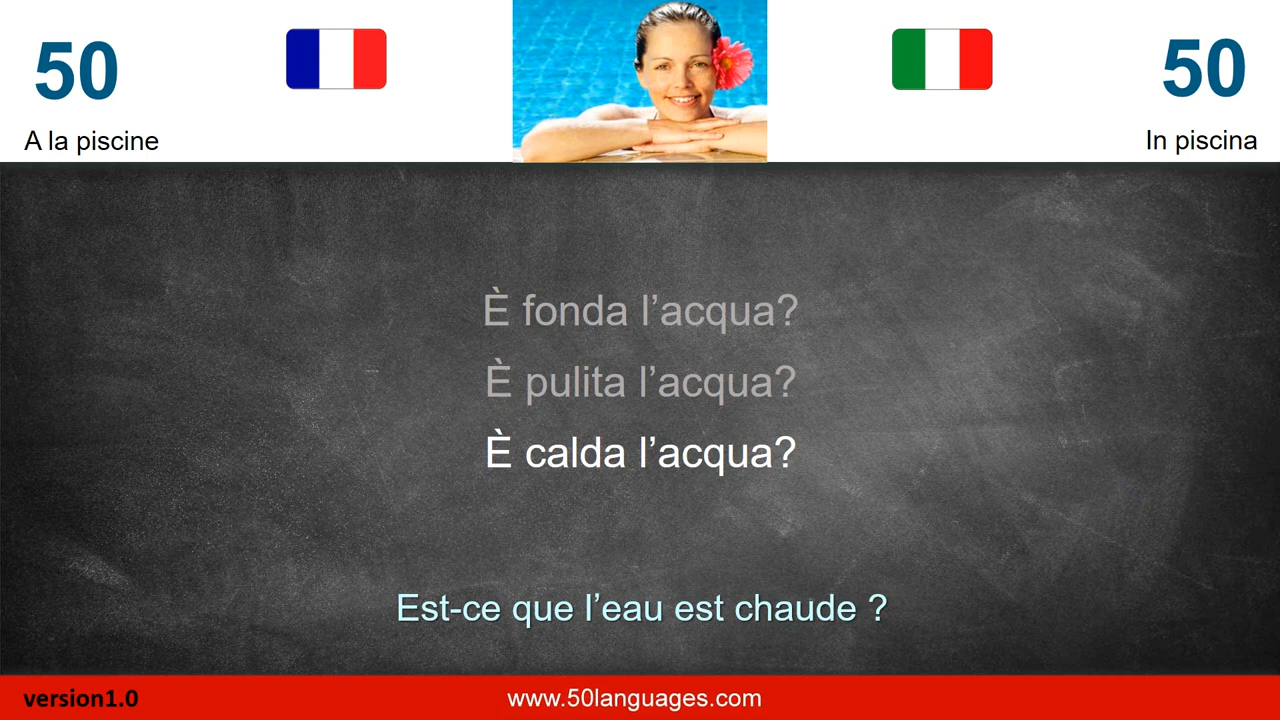 50
50
A la piscine
In piscina
È fonda l’acqua?
È pulita l’acqua?
È calda l’acqua?
Est-ce que l’eau est chaude ?
version1.0
www.50languages.com